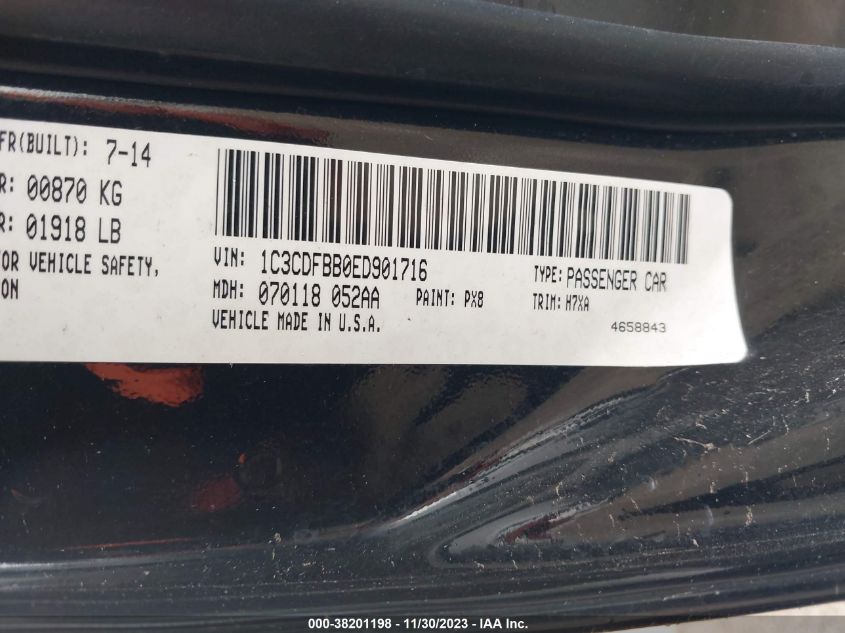 FR(BUILT): 7-14
R: 00870 KG
R: 01918 LB
OR VEHICLE SAFETY,
ON
VIN: 1C3CDFBB0ED901716
TYPE: PASSENGER CAR
MDH: 070118 052AA
PAINT: PX8
TRIM: H7XA
VEHICLE MADE IN U.S.A.
4658843
000-38201198 - 11/30/2023 - IAA Inc.